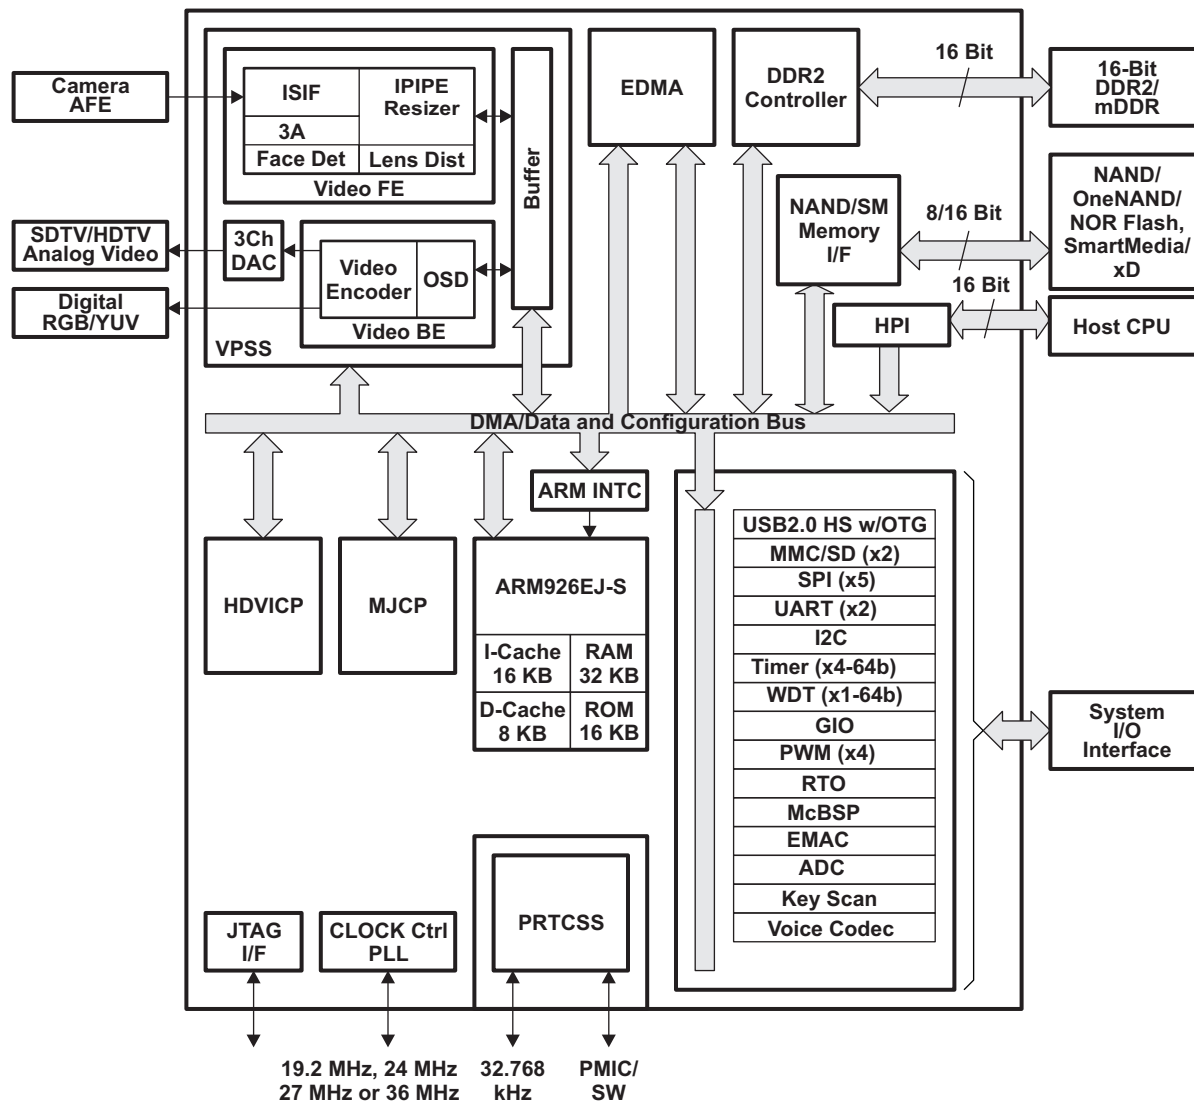 Camera
AFE
ISIF
IPIPE
Resizer
3A
Face Det
Lens Dist
Video FE
Buffer
SDTV/HDTV
Analog Video
3Ch
DAC
Video
Encoder
OSD
Digital
RGB/YUV
Video BE
VPSS
EDMA
DDR2
Controller
16 Bit
16-Bit
DDR2/
mDDR
NAND/SM
Memory
I/F
8/16 Bit
NAND/
OneNAND/
NOR Flash,
SmartMedia/
xD
HPI
16 Bit
Host CPU
DMA/Data and Configuration Bus
HDVICP
MJCP
ARM INTC
ARM926EJ-S
I-Cache
16 KB
RAM
32 KB
D-Cache
8 KB
ROM
16 KB
USB2.0 HS w/OTG
MMC/SD (x2)
SPI (x5)
UART (x2)
I2C
Timer (x4-64b)
WDT (x1-64b)
GIO
PWM (x4)
RTO
McBSP
EMAC
ADC
Key Scan
Voice Codec
System
I/O
Interface
JTAG
I/F
CLOCK Ctrl
PLL
PRTCSS
19.2 MHz, 24 MHz
27 MHz or 36 MHz
32.768
kHz
PMIC/
SW